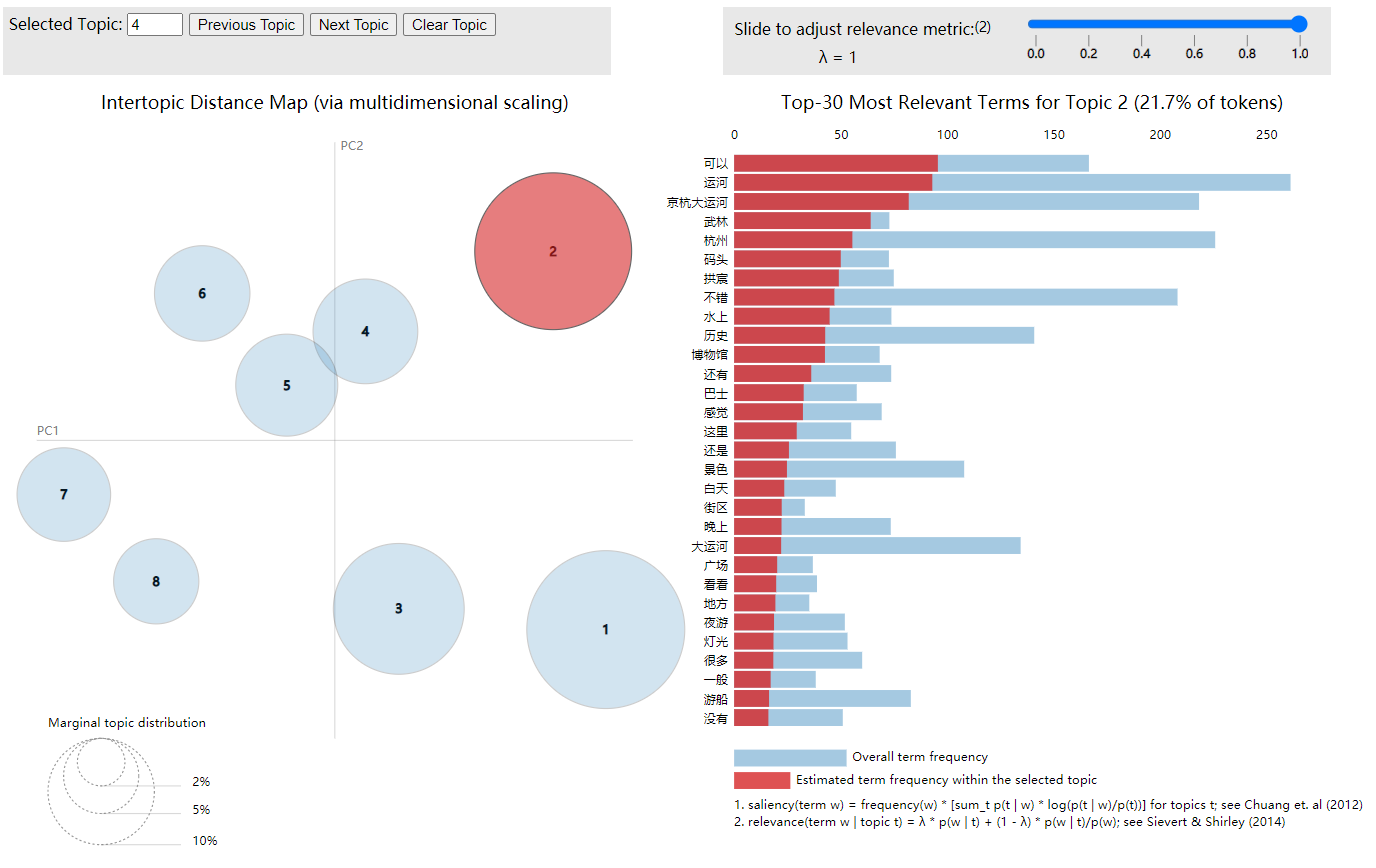 Selected Topic: 4 Previous Topic Next Topic Clear Topic
Slide to adjust relevance metric:(2)
λ = 1
0.0 0.2 0.4 0.6 0.8 1.0
Intertopic Distance Map (via multidimensional scaling)
PC2
PC1
2
6
4
5
7
8
3
1
Marginal topic distribution
2%
5%
10%
Top-30 Most Relevant Terms for Topic 2 (21.7% of tokens)
0 50 100 150 200 250
可以
运河
京杭大运河
武林
杭州
码头
拱宸
不错
水上
历史
博物馆
还有
巴士
感觉
这里
还是
景色
白天
街区
晚上
大运河
广场
看看
地方
夜游
灯光
很多
一般
游船
没有
Overall term frequency
Estimated term frequency within the selected topic
1. saliency(term w) = frequency(w) * [sum_t p(t | w) * log(p(t | w)/p(t))] for topics t; see Chuang et. al (2012)
2. relevance(term w | topic t) = λ * p(w | t) + (1 - λ) * p(w | t)/p(w); see Sievert & Shirley (2014)